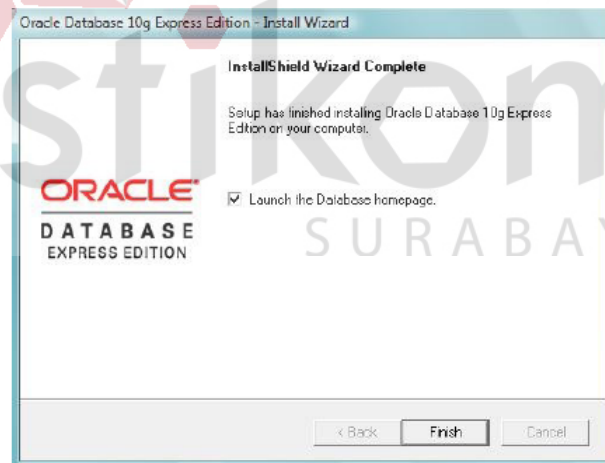 Oracle Database 10g Express Edition - Install Wizard
InstallShield Wizard Complete
Setup has finished installing Oracle Database 10g Express
Edition on your computer.
ORACLE
DATABASE
EXPRESS EDITION
Launch the Database homepage.
stikom
SURABAY
< Back
Finish
Cancel